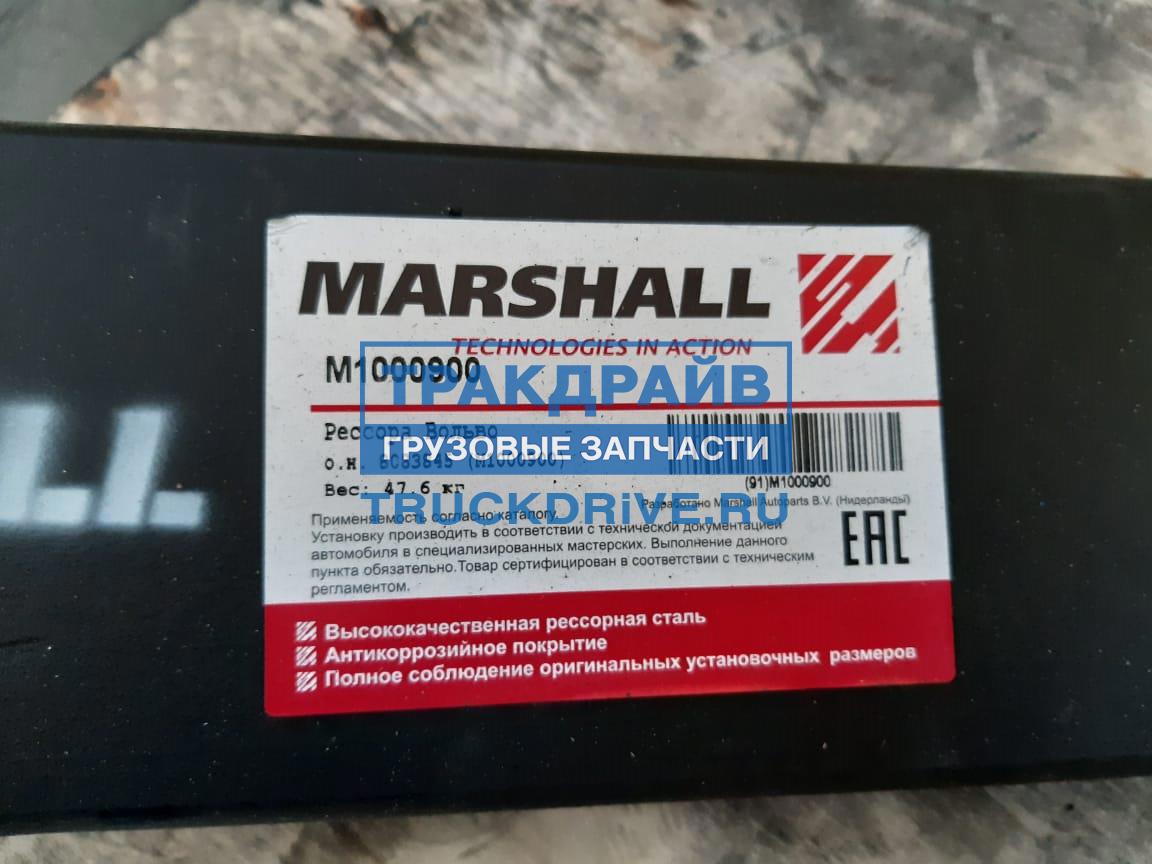 MARSHALL
TECHNOLOGIES IN ACTION
M1000900
ТРАКДРАЙВ
Рессора Вольво
ГРУЗОВЫЕ ЗАПЧАСТИ
о.н. (M1000900)
(91)M1000900
Вес: 47.6 кг
TRUCKDRiVE.RU
Разработано Marshall Autoparts B.V. (Нидерланды)
Применяемость согласно каталогу.
Установку производить в соответствии с технической документацией
автомобиля в специализированных мастерских. Выполнение данного
пункта обязательно.Товар сертифицирован в соответствии с техническим
регламентом.
EAC
Высококачественная рессорная сталь
Антикоррозийное покрытие
Полное соблюдение оригинальных установочных размеров